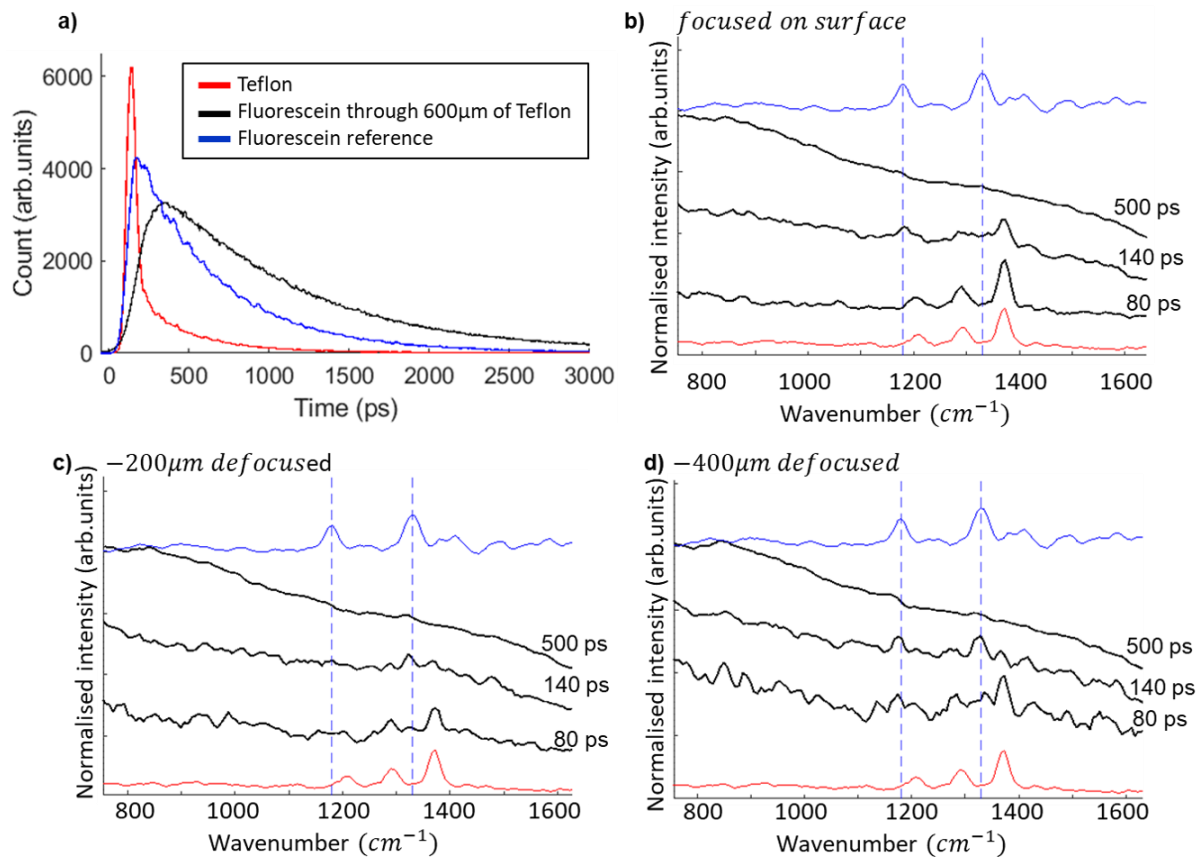 a)
6000
4000
2000
0
Count (arb.units)
0 500 1000 1500 2000 2500 3000
Time (ps)
Teflon
Fluorescein through 600μm of Teflon
Fluorescein reference
b) focused on surface
Normalised intensity (arb.units)
500 ps
140 ps
80 ps
800 1000 1200 1400 1600
Wavenumber (cm⁻¹)
c) −200μm defocused
Normalised intensity (arb.units)
500 ps
140 ps
80 ps
800 1000 1200 1400 1600
Wavenumber (cm⁻¹)
d) −400μm defocused
Normalised intensity (arb.units)
500 ps
140 ps
80 ps
800 1000 1200 1400 1600
Wavenumber (cm⁻¹)